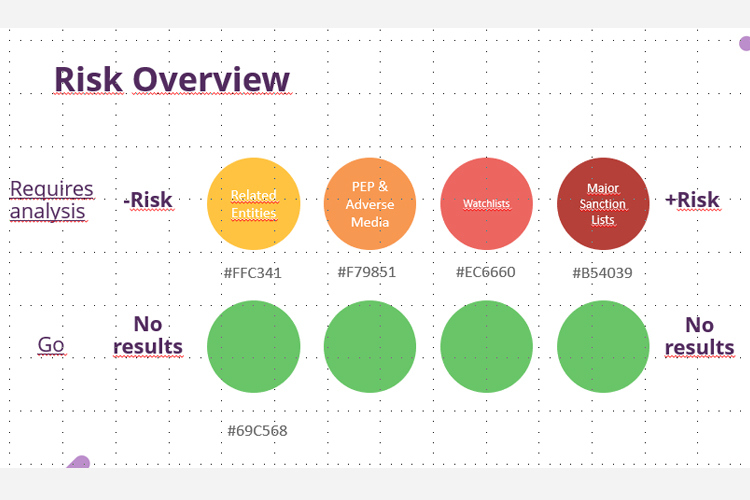 Risk Overview
Requires
analysis
-Risk
Related
Entities
PEP &
Adverse
Media
Watchlists
Major
Sanction
Lists
+Risk
#FFC341
#F79851
#EC6660
#B54039
Go
No
results
No
results
#69C568